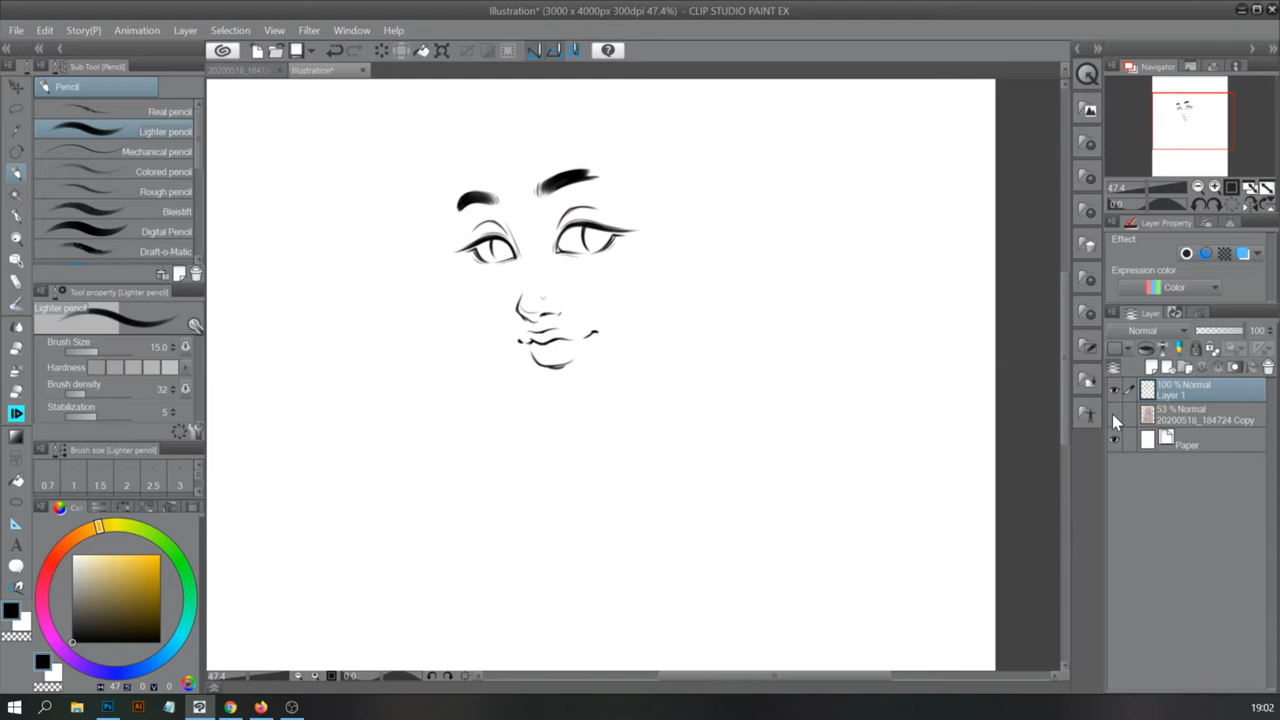 Illustration* (3000 x 4000px 300dpi 47.4%) - CLIP STUDIO PAINT EX
File Edit Story(P) Animation Layer Selection View Filter Window Help
Sub Tool [Pencil]
20200518_1847
Illustration*
Navigator
Pencil
Real pencil
Lighter pencil
Mechanical pencil
Colored pencil
Rough pencil
Bleistift
Digital Pencil
Draft-o-Matic
Tool property [Lighter pencil]
Lighter pencil
Brush Size 15.0
Hardness
Brush density 32
Stabilization 5
Brush size [Lighter pencil]
0.7 1 1.5 2 2.5 3
Co
H 47 S 0 V 0
47.4
0.0
Layer Property
Effect
Expression color
Color
Layer
Normal 100
100 % Normal
Layer 1
53 % Normal
20200518_184724 Copy
Paper
47.4 0.0
19:02